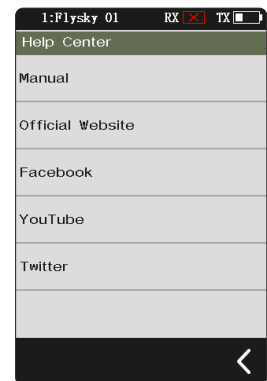 1:Flysky 01 RX TX
Help Center
Manual
Official Website
Facebook
YouTube
Twitter